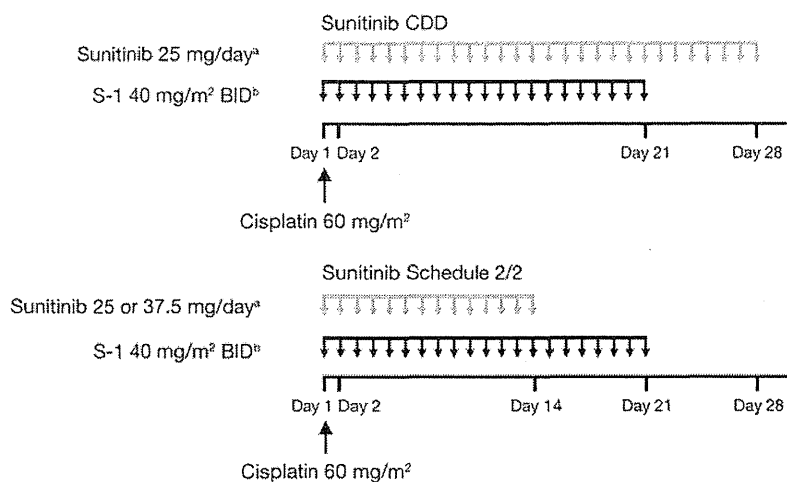 Sunitinib CDD
Sunitinib 25 mg/dayᵃ
S-1 40 mg/m² BIDᵇ
Day 1 Day 2 Day 21 Day 28
Cisplatin 60 mg/m²
Sunitinib Schedule 2/2
Sunitinib 25 or 37.5 mg/dayᵃ
S-1 40 mg/m² BIDᵇ
Day 1 Day 2 Day 14 Day 21 Day 28
Cisplatin 60 mg/m²